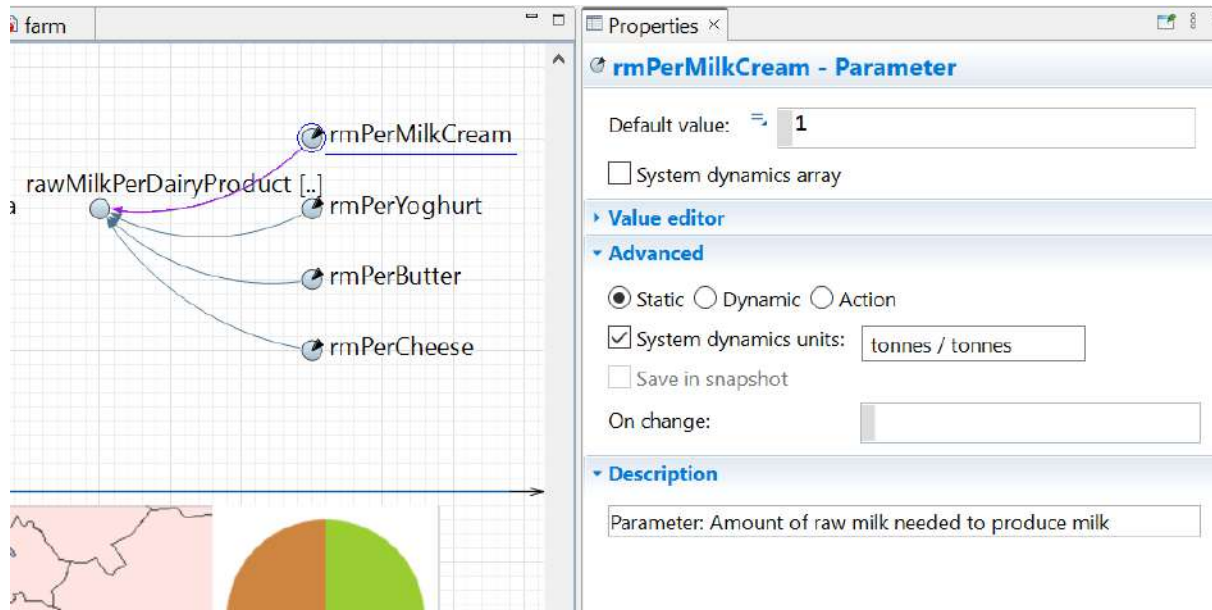 farm
rmPerMilkCream
rawMilkPerDairyProduct [..]
a
rmPerYoghurt
rmPerButter
rmPerCheese
Properties ×
rmPerMilkCream - Parameter
Default value: 1
System dynamics array
Value editor
Advanced
Static Dynamic Action
System dynamics units: tonnes / tonnes
Save in snapshot
On change:
Description
Parameter: Amount of raw milk needed to produce milk